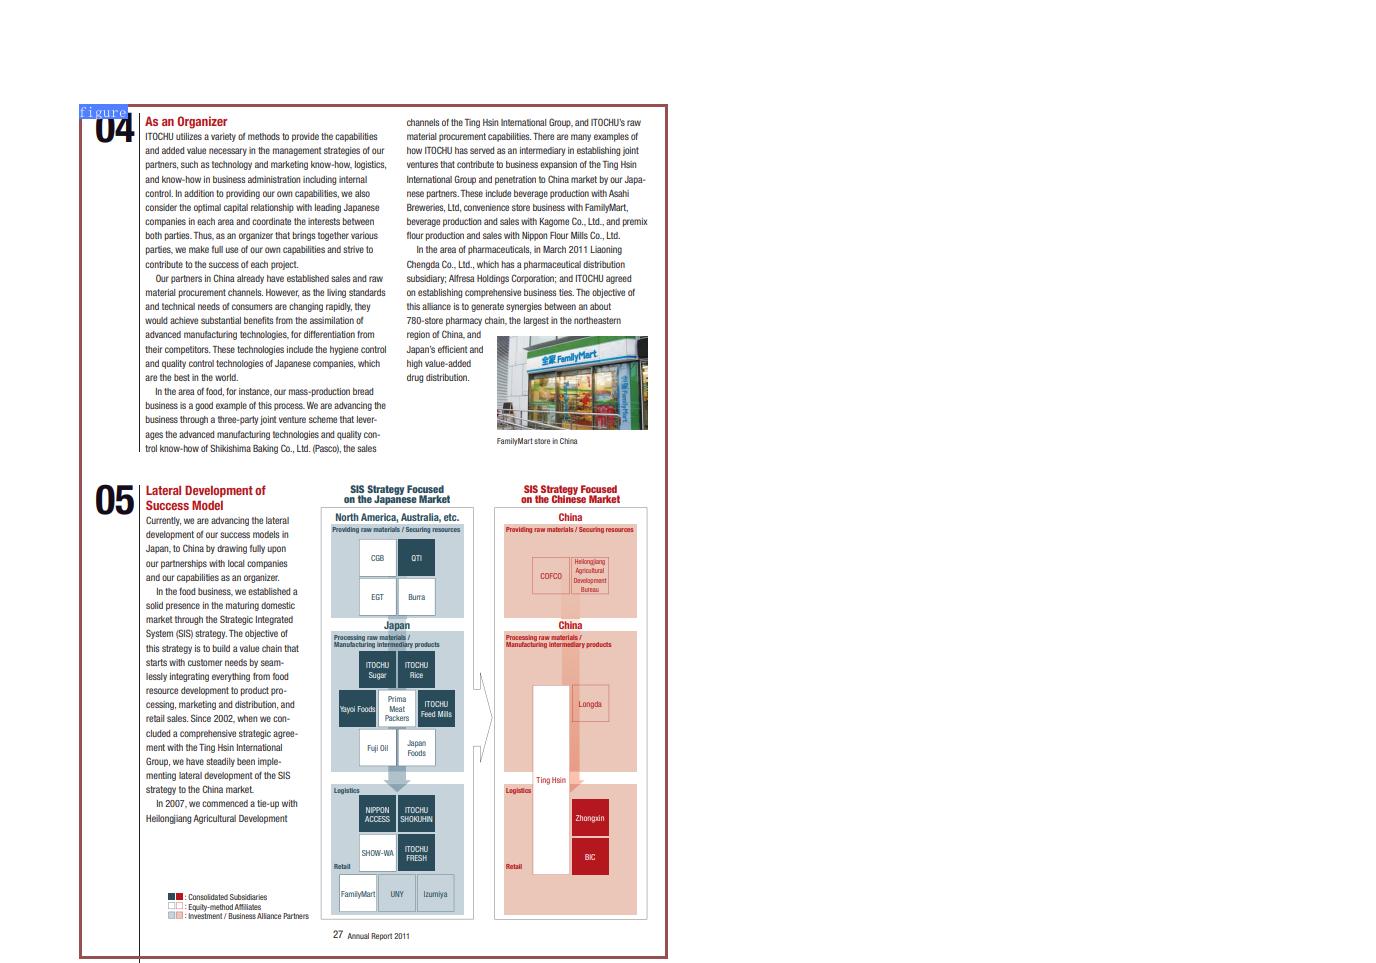 figure
04
As an Organizer
ITOCHU utilizes a variety of methods to provide the capabilities
and added value necessary in the management strategies of our
partners, such as technology and marketing know-how, logistics,
and know-how in business administration including internal
control. In addition to providing our own capabilities, we also
consider the optimal capital relationship with leading Japanese
companies in each area and coordinate the interests between
both parties. Thus, as an organizer that brings together various
parties, we make full use of our own capabilities and strive to
contribute to the success of each project.
Our partners in China already have established sales and raw
material procurement channels. However, as the living standards
and technical needs of consumers are changing rapidly, they
would achieve substantial benefits from the assimilation of
advanced manufacturing technologies, for differentiation from
their competitors. These technologies include the hygiene control
and quality control technologies of Japanese companies, which
are the best in the world.
In the area of food, for instance, our mass-production bread
business is a good example of this process. We are advancing the
business through a three-party joint venture scheme that lever-
ages the advanced manufacturing technologies and quality con-
trol know-how of Shikishima Baking Co., Ltd. (Pasco), the sales
channels of the Ting Hsin International Group, and ITOCHU's raw
material procurement capabilities. There are many examples of
how ITOCHU has served as an intermediary in establishing joint
ventures that contribute to business expansion of the Ting Hsin
International Group and penetration to China market by our Japa-
nese partners. These include beverage production with Asahi
Breweries, Ltd, convenience store business with FamilyMart,
beverage production and sales with Kagome Co., Ltd., and premix
flour production and sales with Nippon Flour Mills Co., Ltd.
In the area of pharmaceuticals, in March 2011 Liaoning
Chengda Co., Ltd., which has a pharmaceutical distribution
subsidiary; Alfresa Holdings Corporation; and ITOCHU agreed
on establishing comprehensive business ties. The objective of
this alliance is to generate synergies between an about
780-store pharmacy chain, the largest in the northeastern
region of China, and
Japan's efficient and
high value-added
drug distribution.
全家 FamilyMart
全家 FamilyMart
FamilyMart store in China
05
Lateral Development of
Success Model
Currently, we are advancing the lateral
development of our success models in
Japan, to China by drawing fully upon
our partnerships with local companies
and our capabilities as an organizer.
In the food business, we established a
solid presence in the maturing domestic
market through the Strategic Integrated
System (SIS) strategy. The objective of
this strategy is to build a value chain that
starts with customer needs by seam-
lessly integrating everything from food
resource development to product pro-
cessing, marketing and distribution, and
retail sales. Since 2002, when we con-
cluded a comprehensive strategic agree-
ment with the Ting Hsin International
Group, we have steadily been imple-
menting lateral development of the SIS
strategy to the China market.
In 2007, we commenced a tie-up with
Heilongjiang Agricultural Development
: Consolidated Subsidiaries
: Equity-method Affiliates
: Investment / Business Alliance Partners
SIS Strategy Focused
on the Japanese Market
North America, Australia, etc.
Providing raw materials / Securing resources
CGB
QTI
EGT
Burra
Japan
Processing raw materials /
Manufacturing intermediary products
ITOCHU
Sugar
ITOCHU
Rice
Yayoi Foods
Prima
Meat
Packers
ITOCHU
Feed Mills
Fuji Oil
Japan
Foods
Logistics
NIPPON
ACCESS
ITOCHU
SHOKUHIN
SHOW-WA
ITOCHU
FRESH
Retail
FamilyMart
UNY
Izumiya
SIS Strategy Focused
on the Chinese Market
China
Providing raw materials / Securing resources
COFCO
Heilongjiang
Agricultural
Development
Bureau
China
Processing raw materials /
Manufacturing intermediary products
Longda
Ting Hsin
Logistics
Zhongxin
BIC
Retail
27 Annual Report 2011